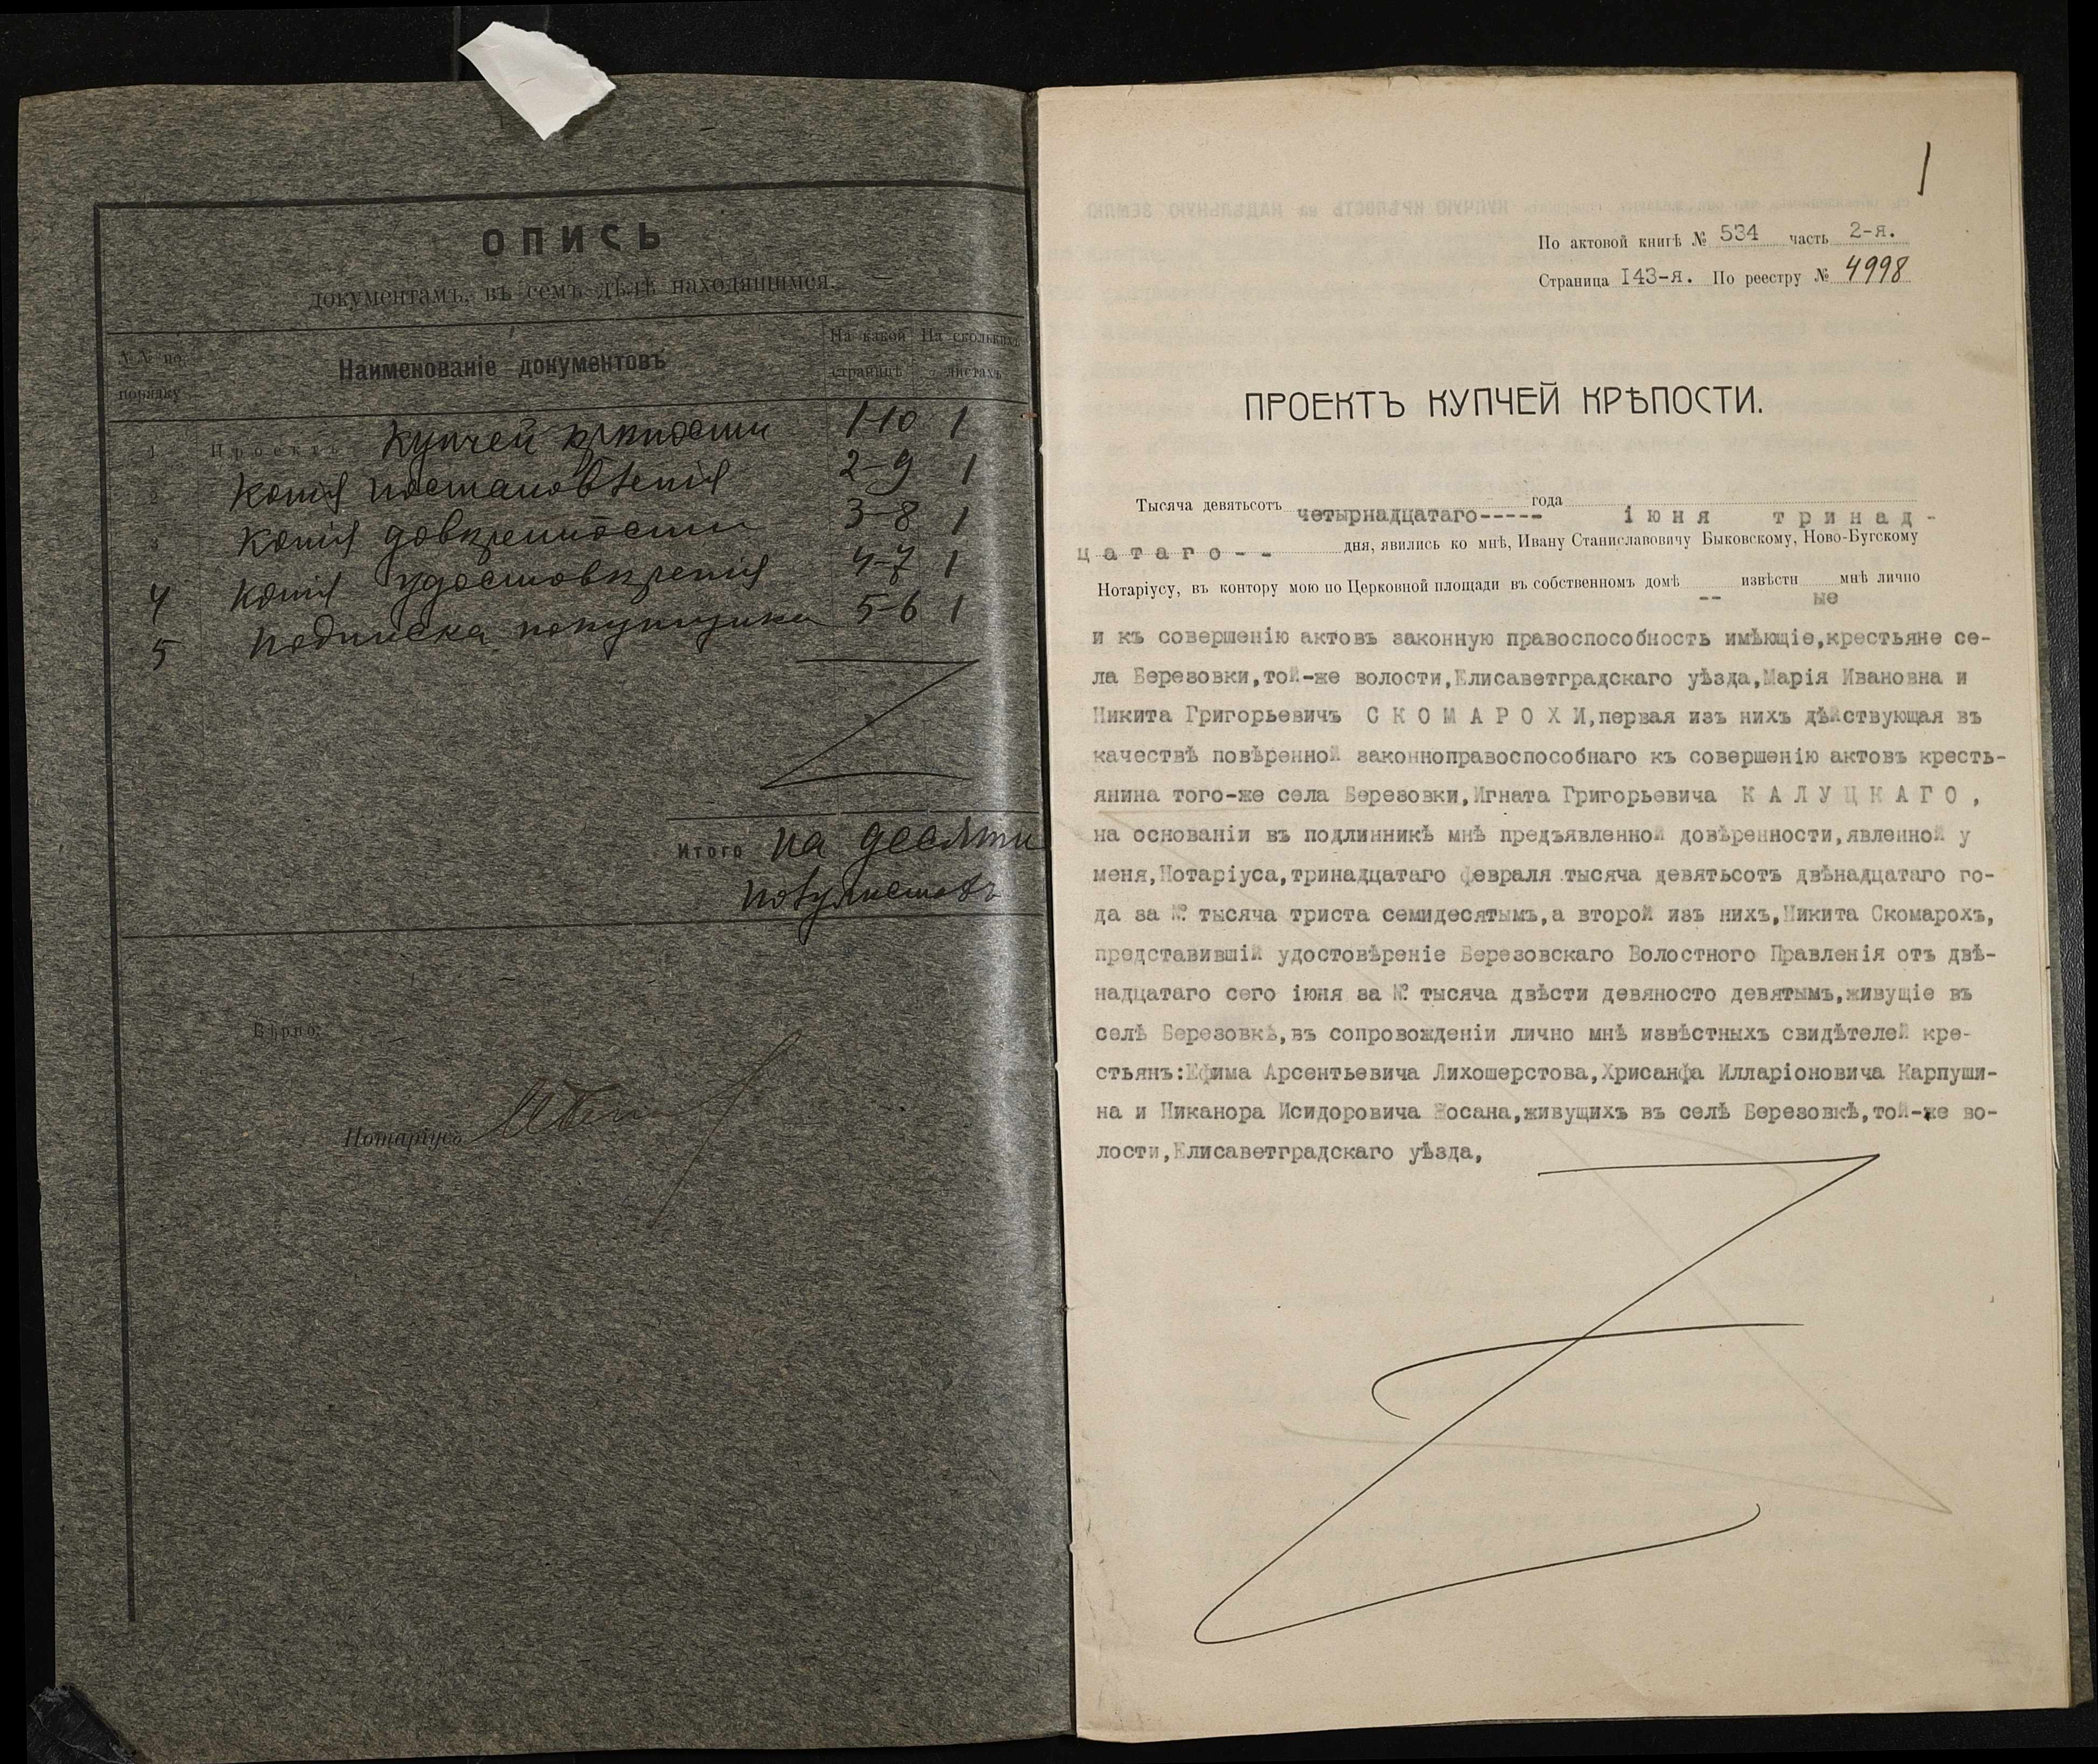 ОПИСЬ
документамъ, въ семъ дѣлѣ находящимся.
№№ по порядку
Наименованіе документовъ
На какой страницѣ
На сколькихъ листахъ
1 Проектъ Купчей крѣпости 1-10 1
2 Копія постановленія 2-9 1
3 Копія довѣренности 3-8 1
4 Копія удостовѣренія 4-7 1
5 Подписка покупщика 5-6 1
Итого на десяти
полулистахъ
Вѣрно:
Нотаріусъ
1
По актовой книгѣ № 534 часть 2-я.
Страница I43-я. По реестру № 4998
ПРОЕКТЪ КУПЧЕЙ КРѢПОСТИ.
Тысяча девятьсотъ четырнадцатаго----- года іюня тринад-
цатаго-- дня, явились ко мнѣ, Ивану Станиславовичу Быковскому, Ново-Бугскому
Нотаріусу, въ контору мою по Церковной площади въ собственномъ домѣ -- извѣстные мнѣ лично
и къ совершенію актовъ законную правоспособность имѣющіе,крестьяне се-
ла Березовки,той-же волости,Елисаветградскаго уѣзда,Марія Ивановна и
Никита Григорьевичъ С К О М А Р О Х И,первая изъ нихъ дѣйствующая въ
качествѣ повѣренной законноправоспособнаго къ совершенію актовъ кресть-
янина того-же села Березовки,Игната Григорьевича К А Л У Ц К А Г О ,
на основаніи въ подлинникѣ мнѣ предъявленной довѣренности,явленной у
меня,Нотаріуса,тринадцатаго февраля тысяча девятьсотъ двѣнадцатаго го-
да за № тысяча триста семидесятымъ,а второй изъ нихъ,Никита Скомарохъ,
представившій удостовѣреніе Березовскаго Волостного Правленія отъ двѣ-
надцатаго сего іюня за № тысяча двѣсти девяносто девятымъ,живущіе въ
селѣ Березовкѣ,въ сопровожденіи лично мнѣ извѣстныхъ свидѣтелей кре-
стьянъ:Ефима Арсентьевича Лихошерстова,Хрисанфа Илларіоновича Карпуши-
на и Никанора Исидоровича Носана,живущихъ въ селѣ Березовкѣ,той-же во-
лости,Елисаветградскаго уѣзда,